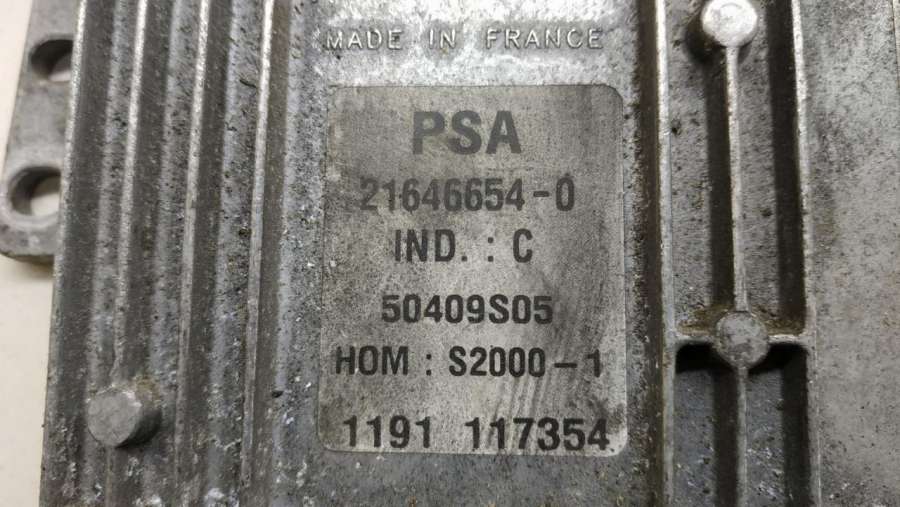 MADE IN FRANCE
PSA
21646654-0
IND. : C
50409S05
HOM : S2000-1
1191 117354